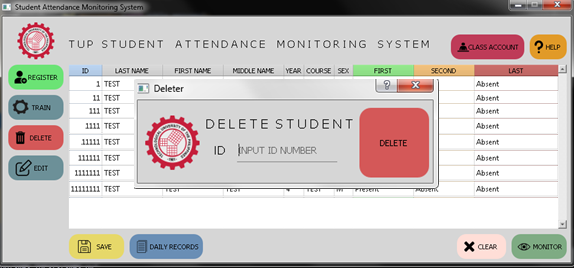 Student Attendance Monitoring System
TUP STUDENT ATTENDANCE MONITORING SYSTEM
CLASS ACCOUNT
? HELP
REGISTER
TRAIN
DELETE
EDIT
ID LAST NAME FIRST NAME MIDDLE NAME YEAR COURSE SEX FIRST SECOND LAST
1 TEST Absent
11 TEST Absent
111 TEST Absent
1111 TEST Absent
11111 TEST Absent
111111 TEST Absent
1111111 TEST Absent
11111111 TEST TEST TEST 4 TEST M Present Absent Absent
Deleter
?
DELETE STUDENT
ID INPUT ID NUMBER
DELETE
SAVE
DAILY RECORDS
CLEAR
MONITOR